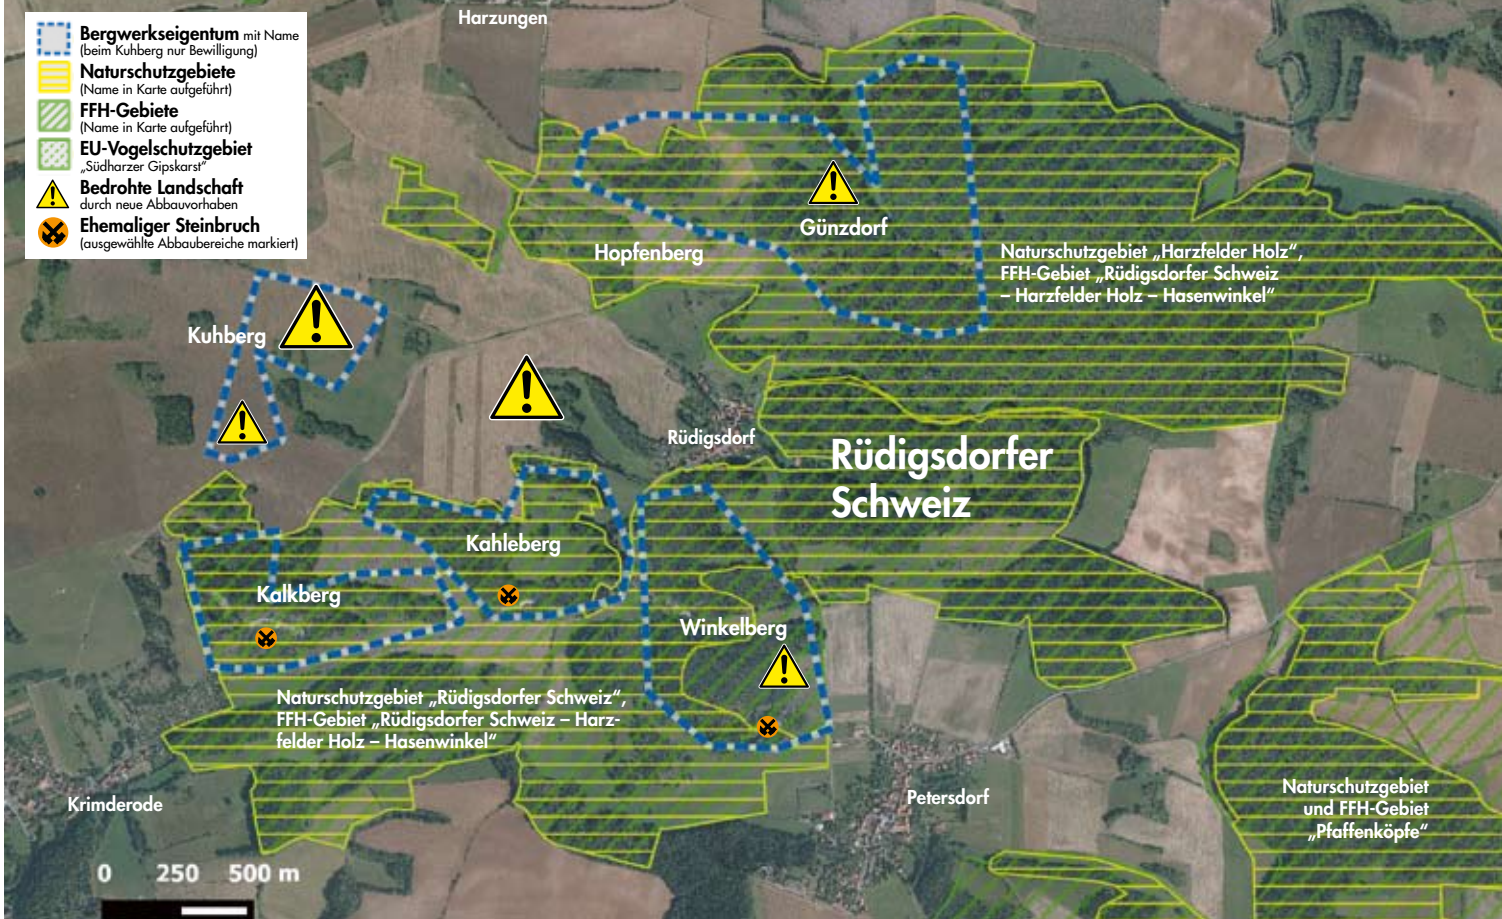 Harzungen
Bergwerkseigentum mit Name
(beim Kuhberg nur Bewilligung)
Naturschutzgebiete
(Name in Karte aufgeführt)
FFH-Gebiete
(Name in Karte aufgeführt)
EU-Vogelschutzgebiet
„Südharzer Gipskarst“
Bedrohte Landschaft
durch neue Abbauvorhaben
Ehemaliger Steinbruch
(ausgewählte Abbaubereiche markiert)
Günzdorf
Hopfenberg
Naturschutzgebiet „Harzfelder Holz“,
FFH-Gebiet „Rüdigsdorfer Schweiz
– Harzfelder Holz – Hasenwinkel“
Kuhberg
Rüdigsdorf
Rüdigsdorfer
Schweiz
Kahleberg
Kalkberg
Winkelberg
Naturschutzgebiet „Rüdigsdorfer Schweiz“,
FFH-Gebiet „Rüdigsdorfer Schweiz – Harz-
felder Holz – Hasenwinkel“
Krimderode
Petersdorf
Naturschutzgebiet
und FFH-Gebiet
„Pfaffenköpfe“
0 250 500 m